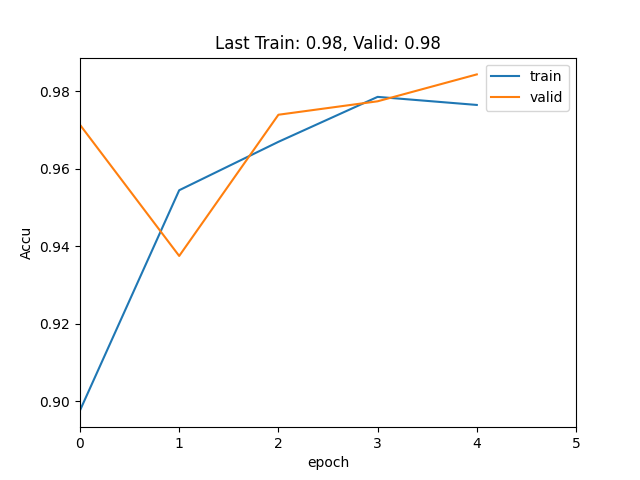 Last Train: 0.98, Valid: 0.98
train
valid
0.98
0.96
0.94
0.92
0.90
Accu
0 1 2 3 4 5
epoch